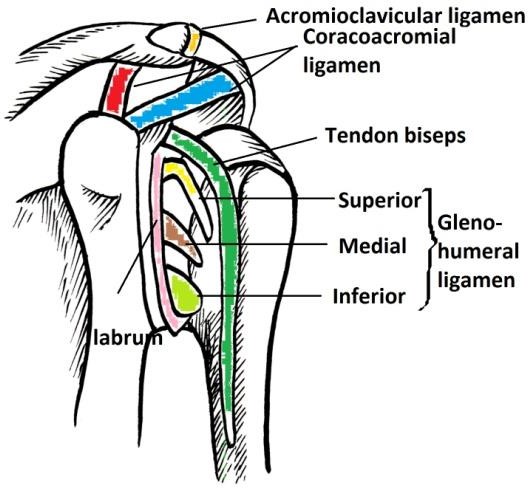 Acromioclavicular ligamen
Coracoacromial
ligamen
Tendon biseps
Superior
Medial
Inferior
Gleno-
humeral
ligamen
labrum